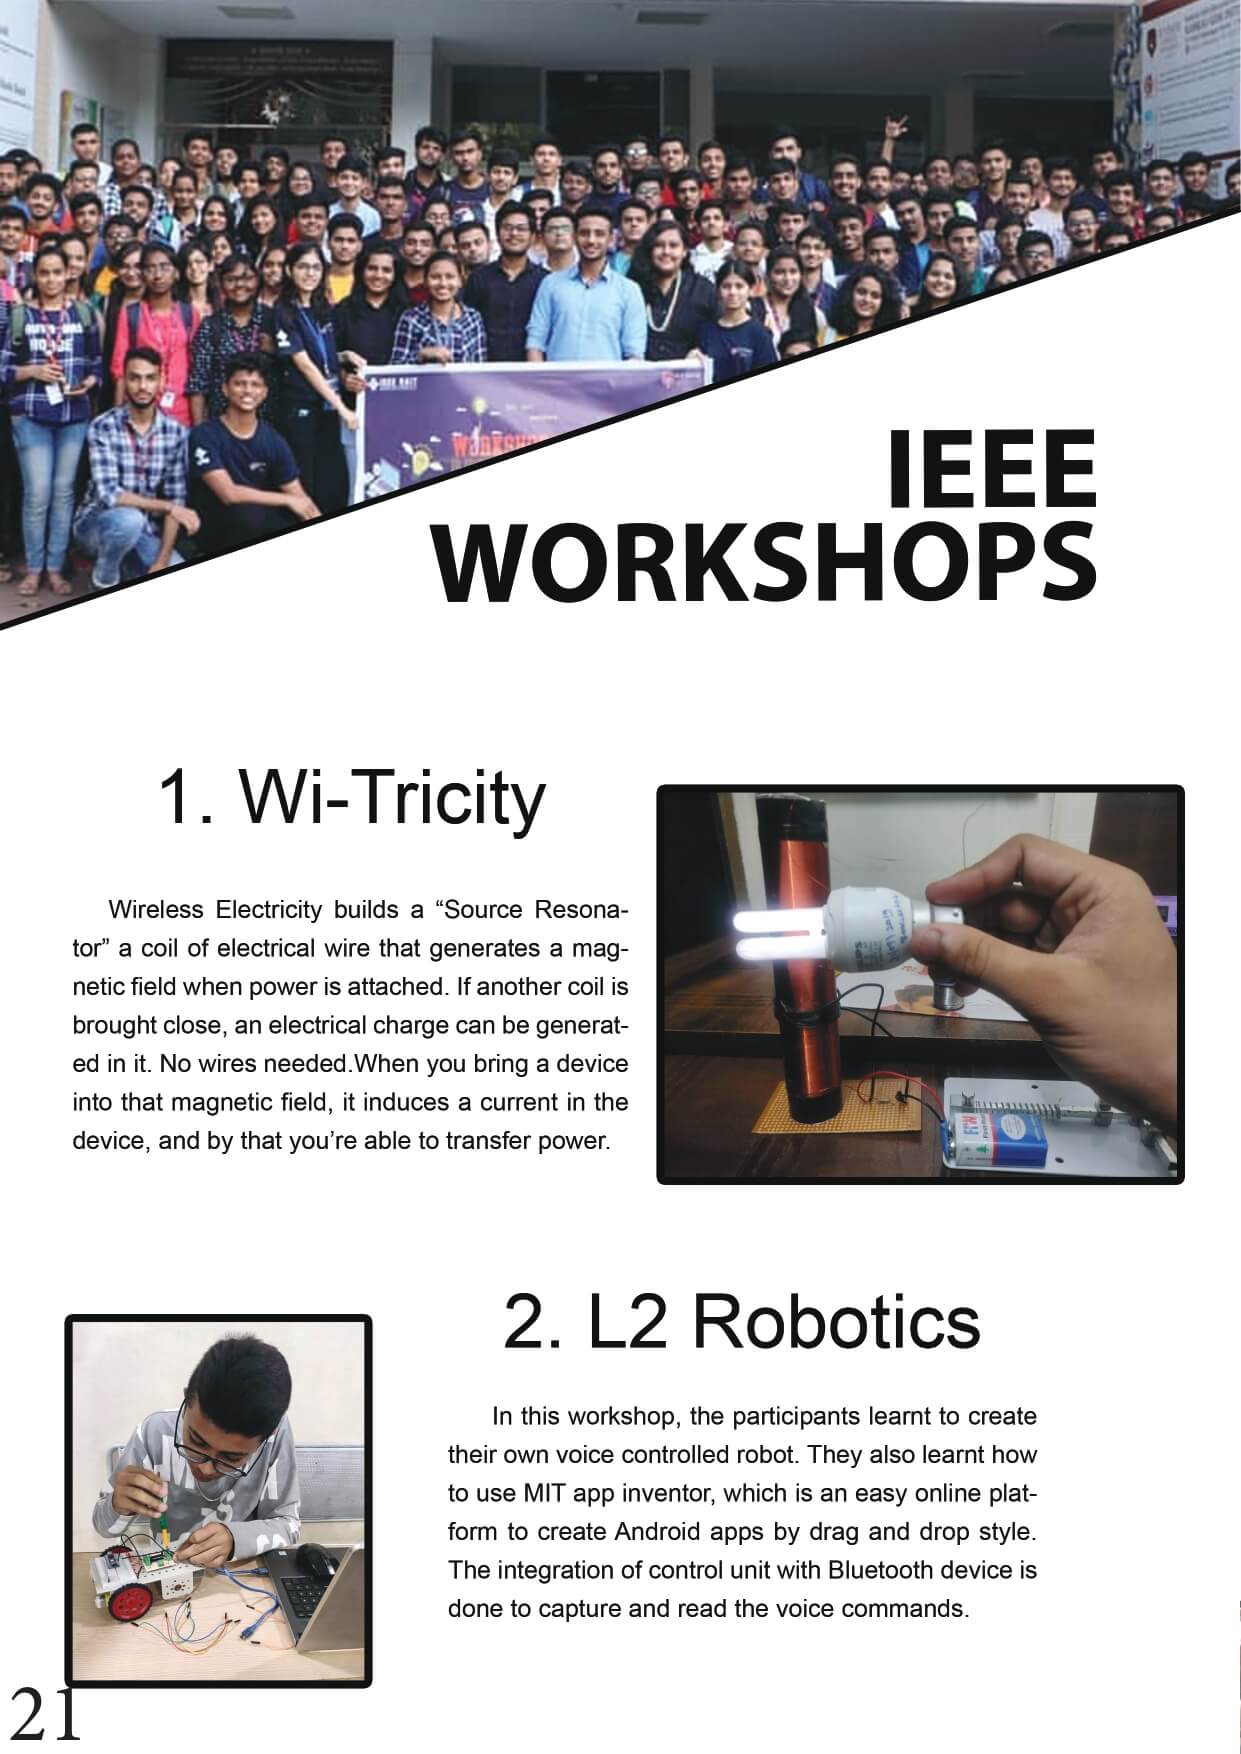 IEEE RAIT
WORKSHOP
IEEE
WORKSHOPS
1. Wi-Tricity
Wireless Electricity builds a “Source Resona-
tor” a coil of electrical wire that generates a mag-
netic field when power is attached. If another coil is
brought close, an electrical charge can be generat-
ed in it. No wires needed.When you bring a device
into that magnetic field, it induces a current in the
device, and by that you’re able to transfer power.
2. L2 Robotics
In this workshop, the participants learnt to create
their own voice controlled robot. They also learnt how
to use MIT app inventor, which is an easy online plat-
form to create Android apps by drag and drop style.
The integration of control unit with Bluetooth device is
done to capture and read the voice commands.
21